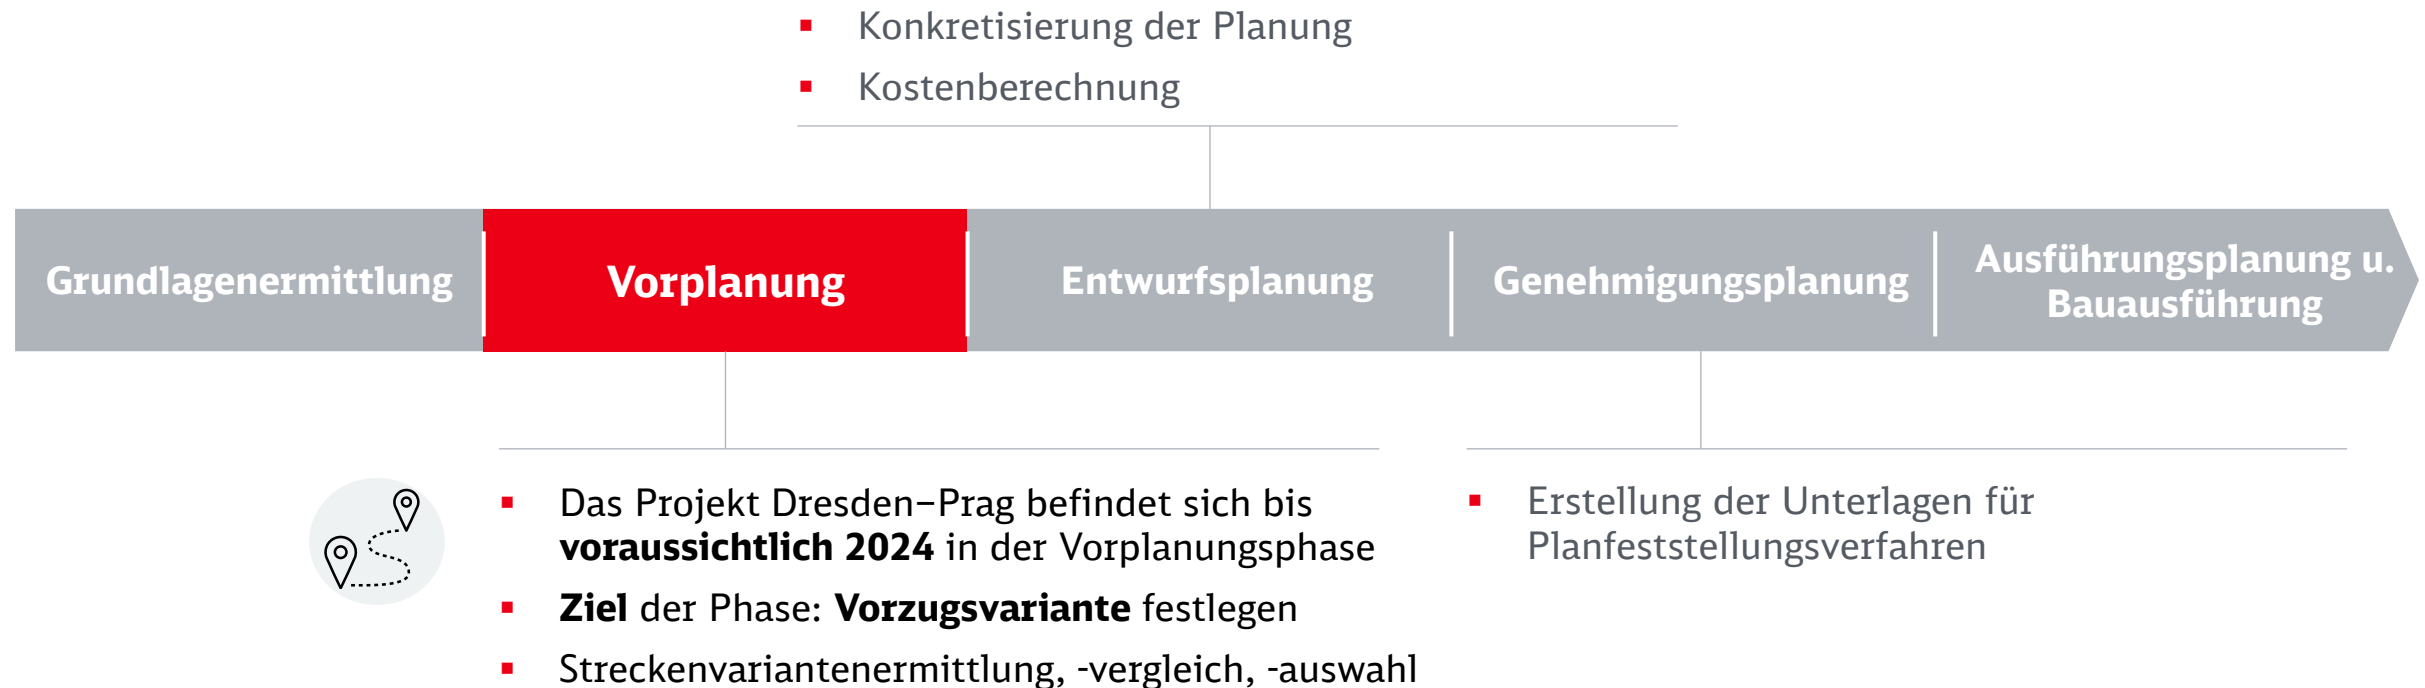 Konkretisierung der Planung
Kostenberechnung
Grundlagenermittlung
Vorplanung
Entwurfsplanung
Genehmigungsplanung
Ausführungsplanung u.
Bauausführung
Das Projekt Dresden–Prag befindet sich bis
voraussichtlich 2024 in der Vorplanungsphase
Ziel der Phase: Vorzugsvariante festlegen
Streckenvariantenermittlung, -vergleich, -auswahl
Erstellung der Unterlagen für
Planfeststellungsverfahren